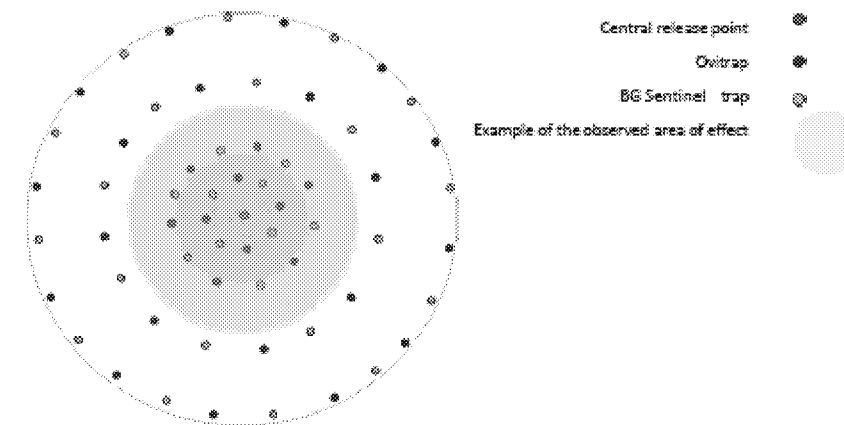 Central release point
Ovitrap
BG Sentinel trap
Example of the observed area of effect